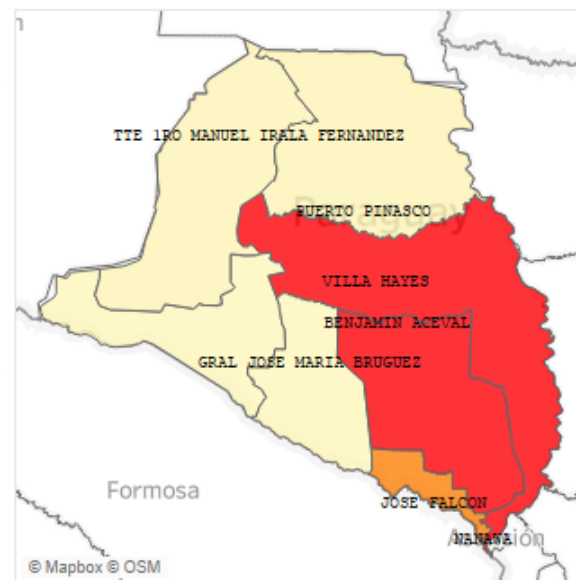 TTE 1RO MANUEL IRALA FERNANDEZ
Paraguay
PUERTO PINASCO
VILLA HAYES
BENJAMIN ACEVAL
GRAL JOSE MARIA BRUGUEZ
Formosa
JOSE FALCON
NANAWA
© Mapbox © OSM